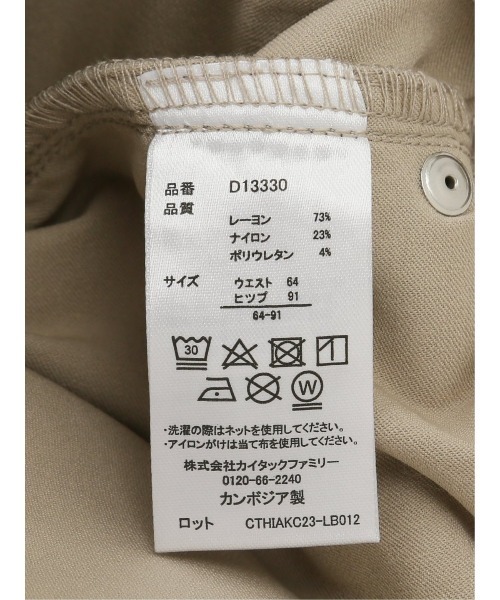 品番 D13330
品質
レーヨン 73%
ナイロン 23%
ポリウレタン 4%
サイズ ウエスト 64
ヒップ 91
64-91
30
W
・洗濯の際はネットを使用してください。
・アイロンがけは当て布を使用してください。
株式会社カイタックファミリー
0120-66-2240
カンボジア製
ロット CTHIAKC23-LB012